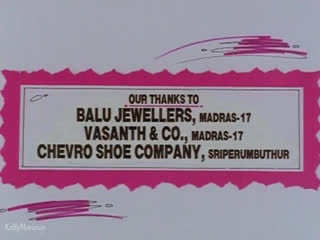 OUR THANKS TO
BALU JEWELLERS, MADRAS-17
VASANTH & CO., MADRAS-17
CHEVRO SHOE COMPANY, SRIPERUMBUTHUR